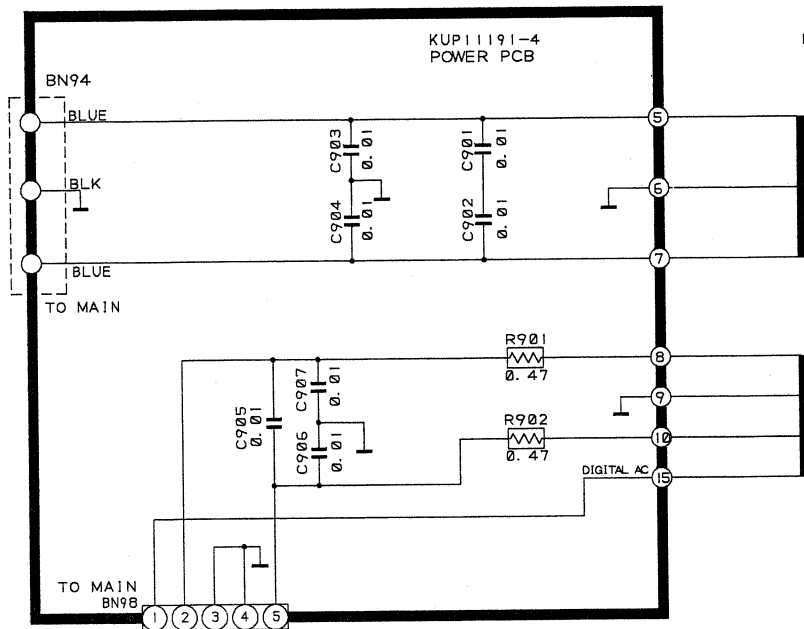 KUP11191-4
POWER PCB
BN94
BLUE
BLK
BLUE
TO MAIN
C903
0.01
C901
0.01
C904
0.01
C902
0.01
5
6
7
R901
0.47
8
9
R902
0.47
10
DIGITAL AC
15
C905
0.01
C907
0.01
C906
0.01
TO MAIN
BN98
1
2
3
4
5